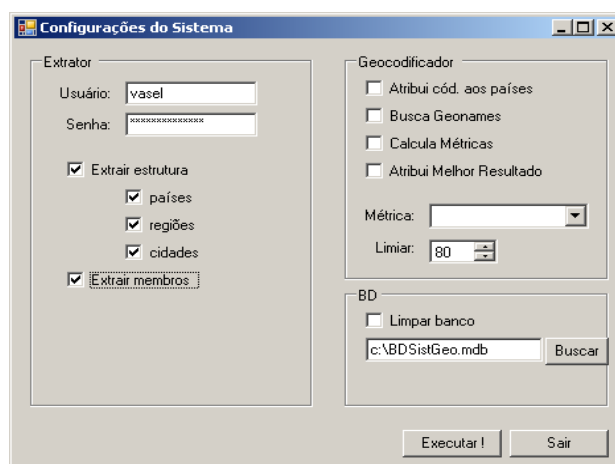 Configurações do Sistema
Extrator
Usuário: vasel
Senha: **************
Extrair estrutura
países
regiões
cidades
Extrair membros
Geocodificador
Atribui cód. aos países
Busca Geonames
Calcula Métricas
Atribui Melhor Resultado
Métrica:
Limiar: 80
BD
Limpar banco
c:\BDSistGeo.mdb Buscar
Executar ! Sair